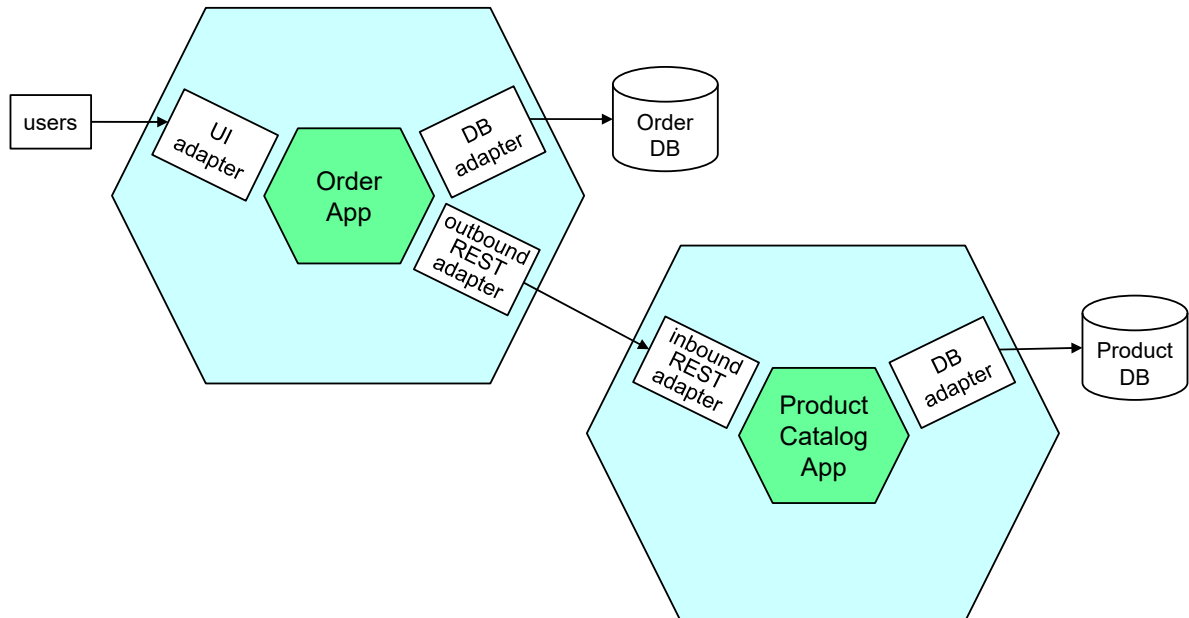 users
UI
adapter
Order
App
DB
adapter
outbound
REST
adapter
Order
DB
inbound
REST
adapter
Product
Catalog
App
DB
adapter
Product
DB